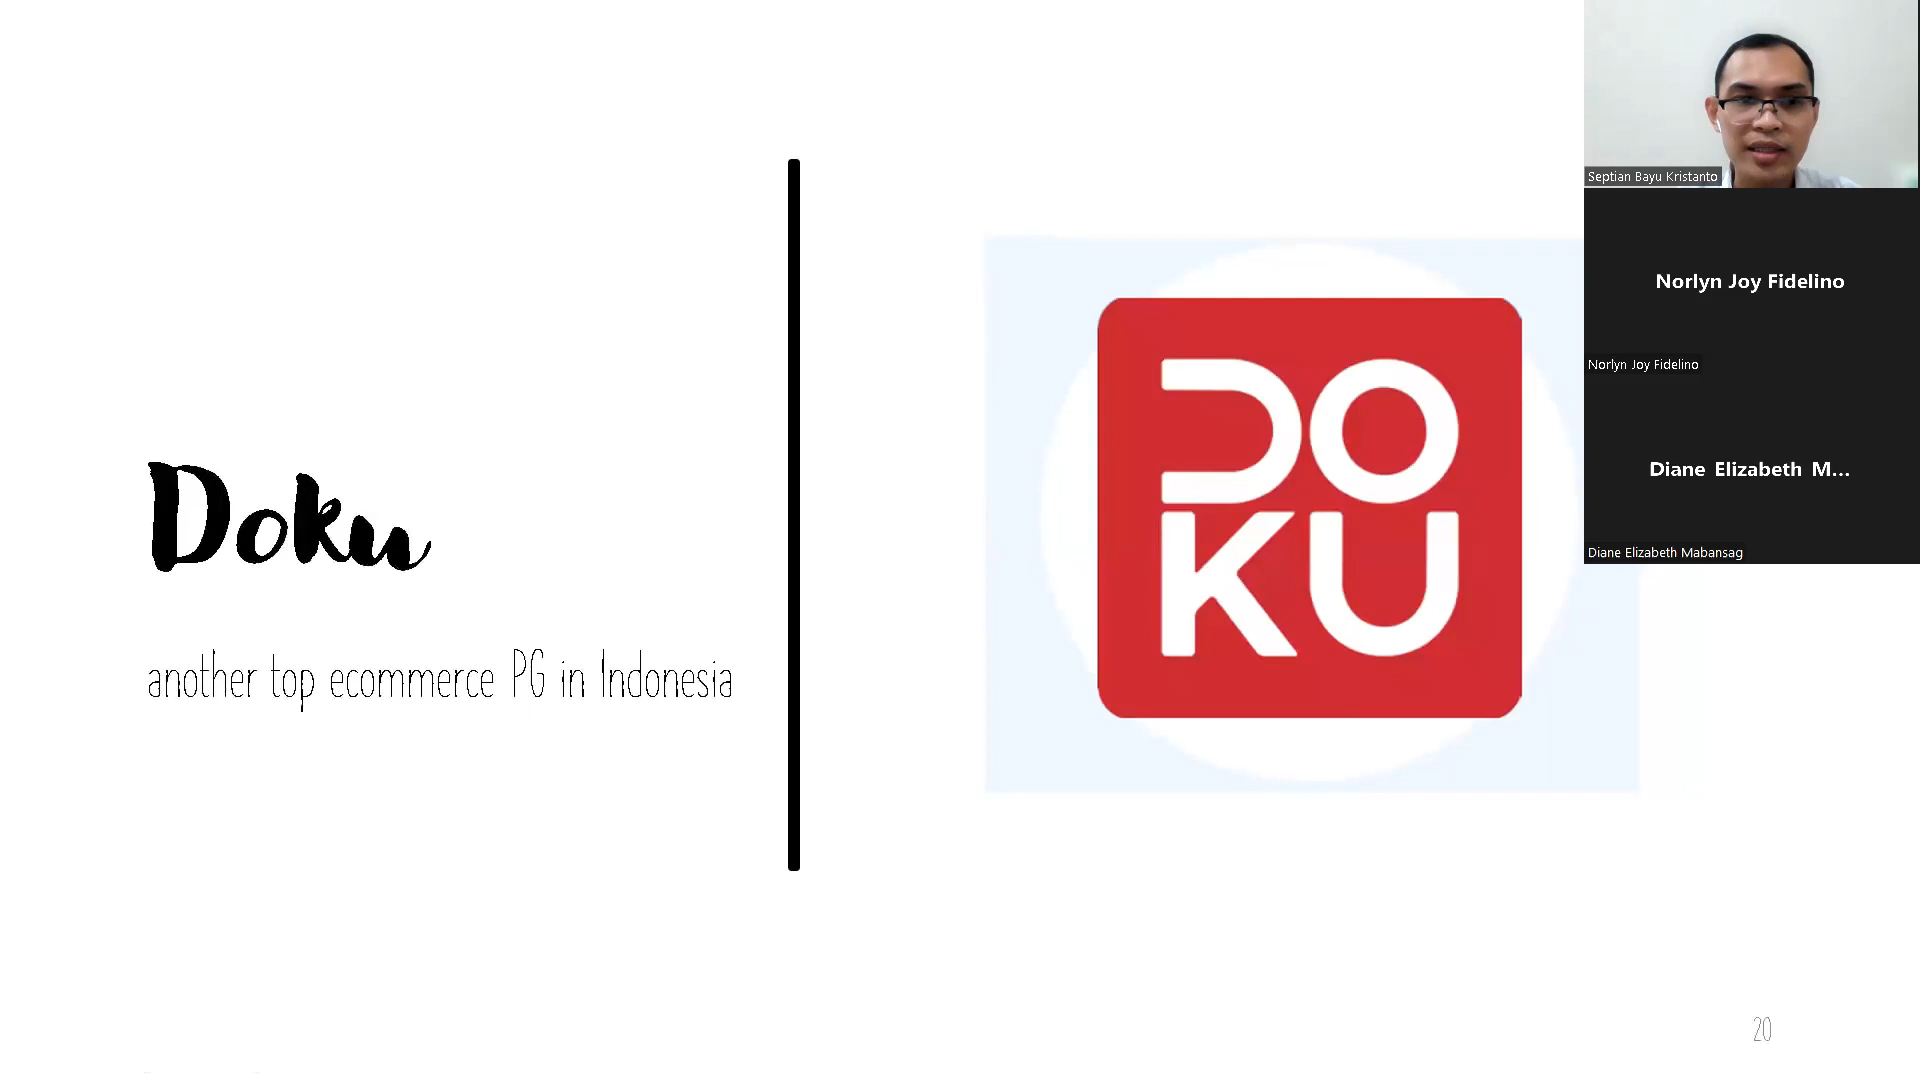 Doku
another top ecommerce PG in Indonesia
DO
KU
Septian Bayu Kristanto
Norlyn Joy Fidelino
Norlyn Joy Fidelino
Diane Elizabeth M...
Diane Elizabeth Mabansag
20